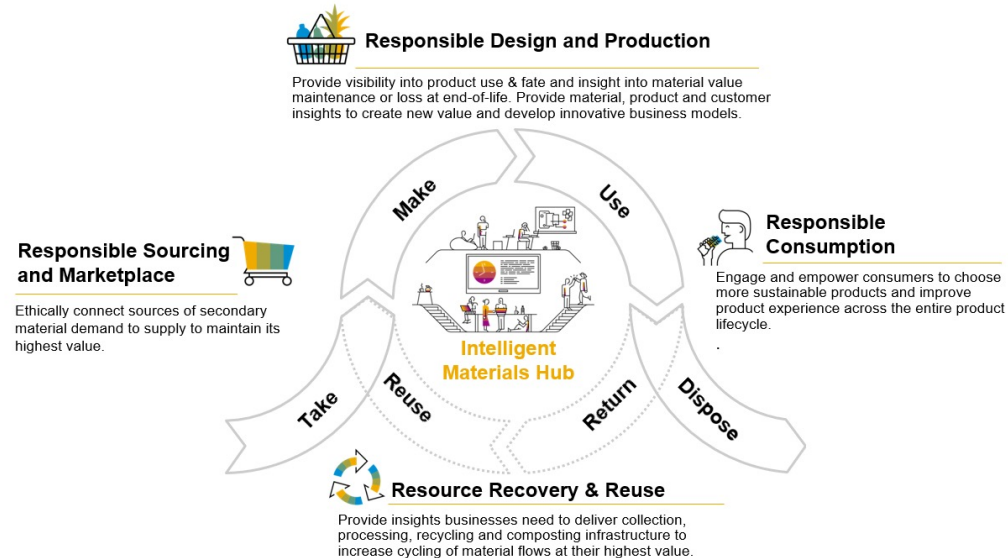 Responsible Design and Production
Provide visibility into product use & fate and insight into material value
maintenance or loss at end-of-life. Provide material, product and customer
insights to create new value and develop innovative business models.
Make
Use
Responsible Sourcing
and Marketplace
Ethically connect sources of secondary
material demand to supply to maintain its
highest value.
Responsible
Consumption
Engage and empower consumers to choose
more sustainable products and improve
product experience across the entire product
lifecycle.
.
Intelligent
Materials Hub
Take
Reuse
Return
Dispose
Resource Recovery & Reuse
Provide insights businesses need to deliver collection,
processing, recycling and composting infrastructure to
increase cycling of material flows at their highest value.